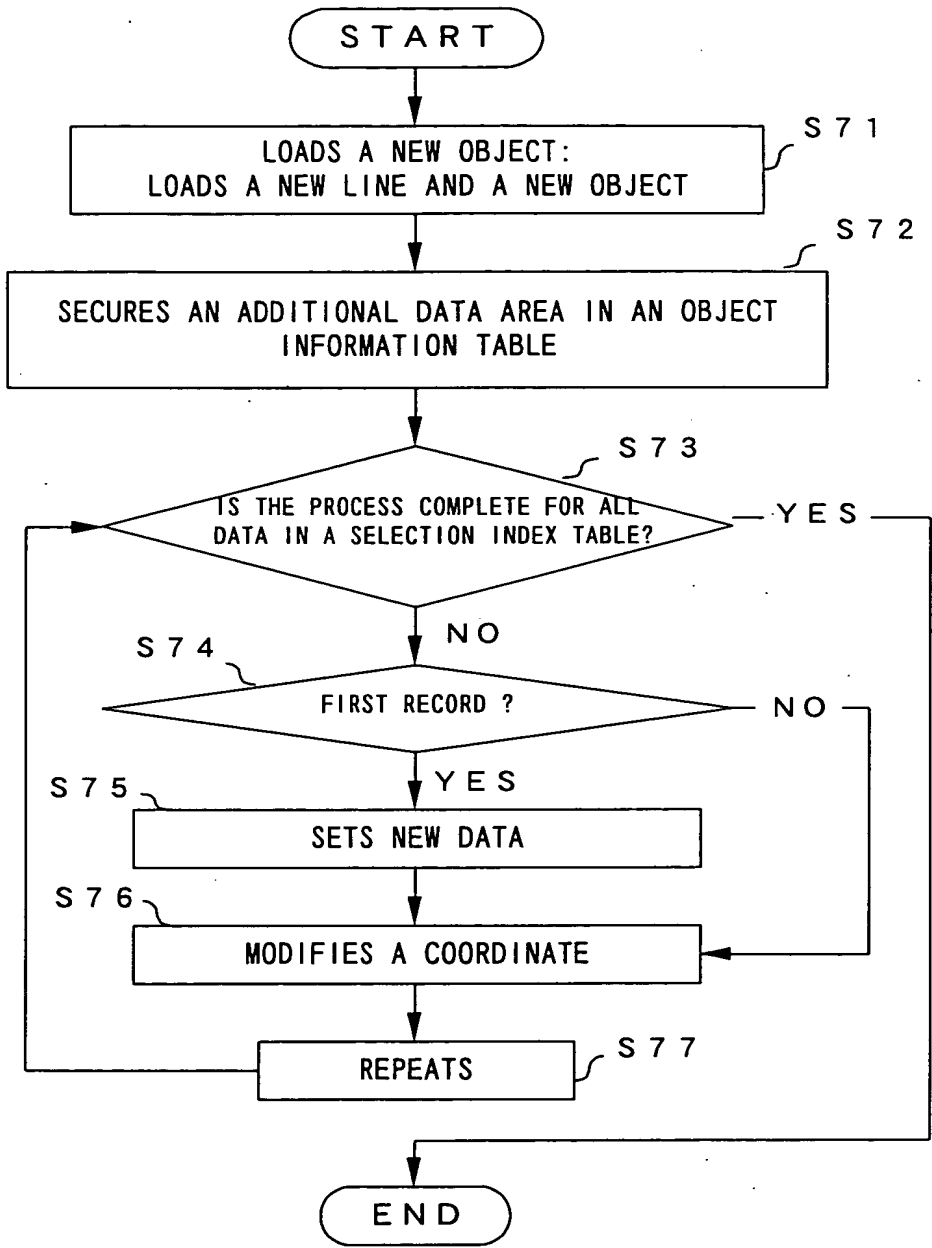 START
S71
LOADS A NEW OBJECT:
LOADS A NEW LINE AND A NEW OBJECT
S72
SECURES AN ADDITIONAL DATA AREA IN AN OBJECT
INFORMATION TABLE
S73
IS THE PROCESS COMPLETE FOR ALL
DATA IN A SELECTION INDEX TABLE?
YES
NO
S74
FIRST RECORD ?
NO
YES
S75
SETS NEW DATA
S76
MODIFIES A COORDINATE
S77
REPEATS
END